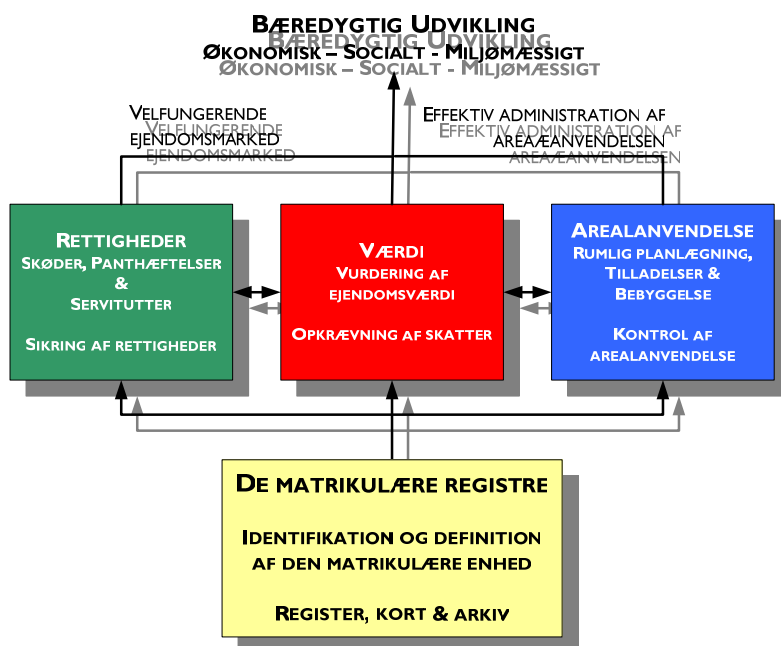 BÆREDYGTIG UDVIKLING
ØKONOMISK – SOCIALT - MILJØMÆSSIGT
VELFUNGERENDE
EJENDOMSMARKED
EFFEKTIV ADMINISTRATION AF
AREAÆANVENDELSEN
RETTIGHEDER
SKØDER, PANTHÆFTELSER
&
SERVITUTTER
SIKRING AF RETTIGHEDER
VÆRDI
VURDERING AF
EJENDOMSVÆRDI
OPKRÆVNING AF SKATTER
AREALANVENDELSE
RUMLIG PLANLÆGNING,
TILLADELSER &
BEBYGGELSE
KONTROL AF
AREALANVENDELSE
DE MATRIKULÆRE REGISTRE
IDENTIFIKATION OG DEFINITION
AF DEN MATRIKULÆRE ENHED
REGISTER, KORT & ARKIV